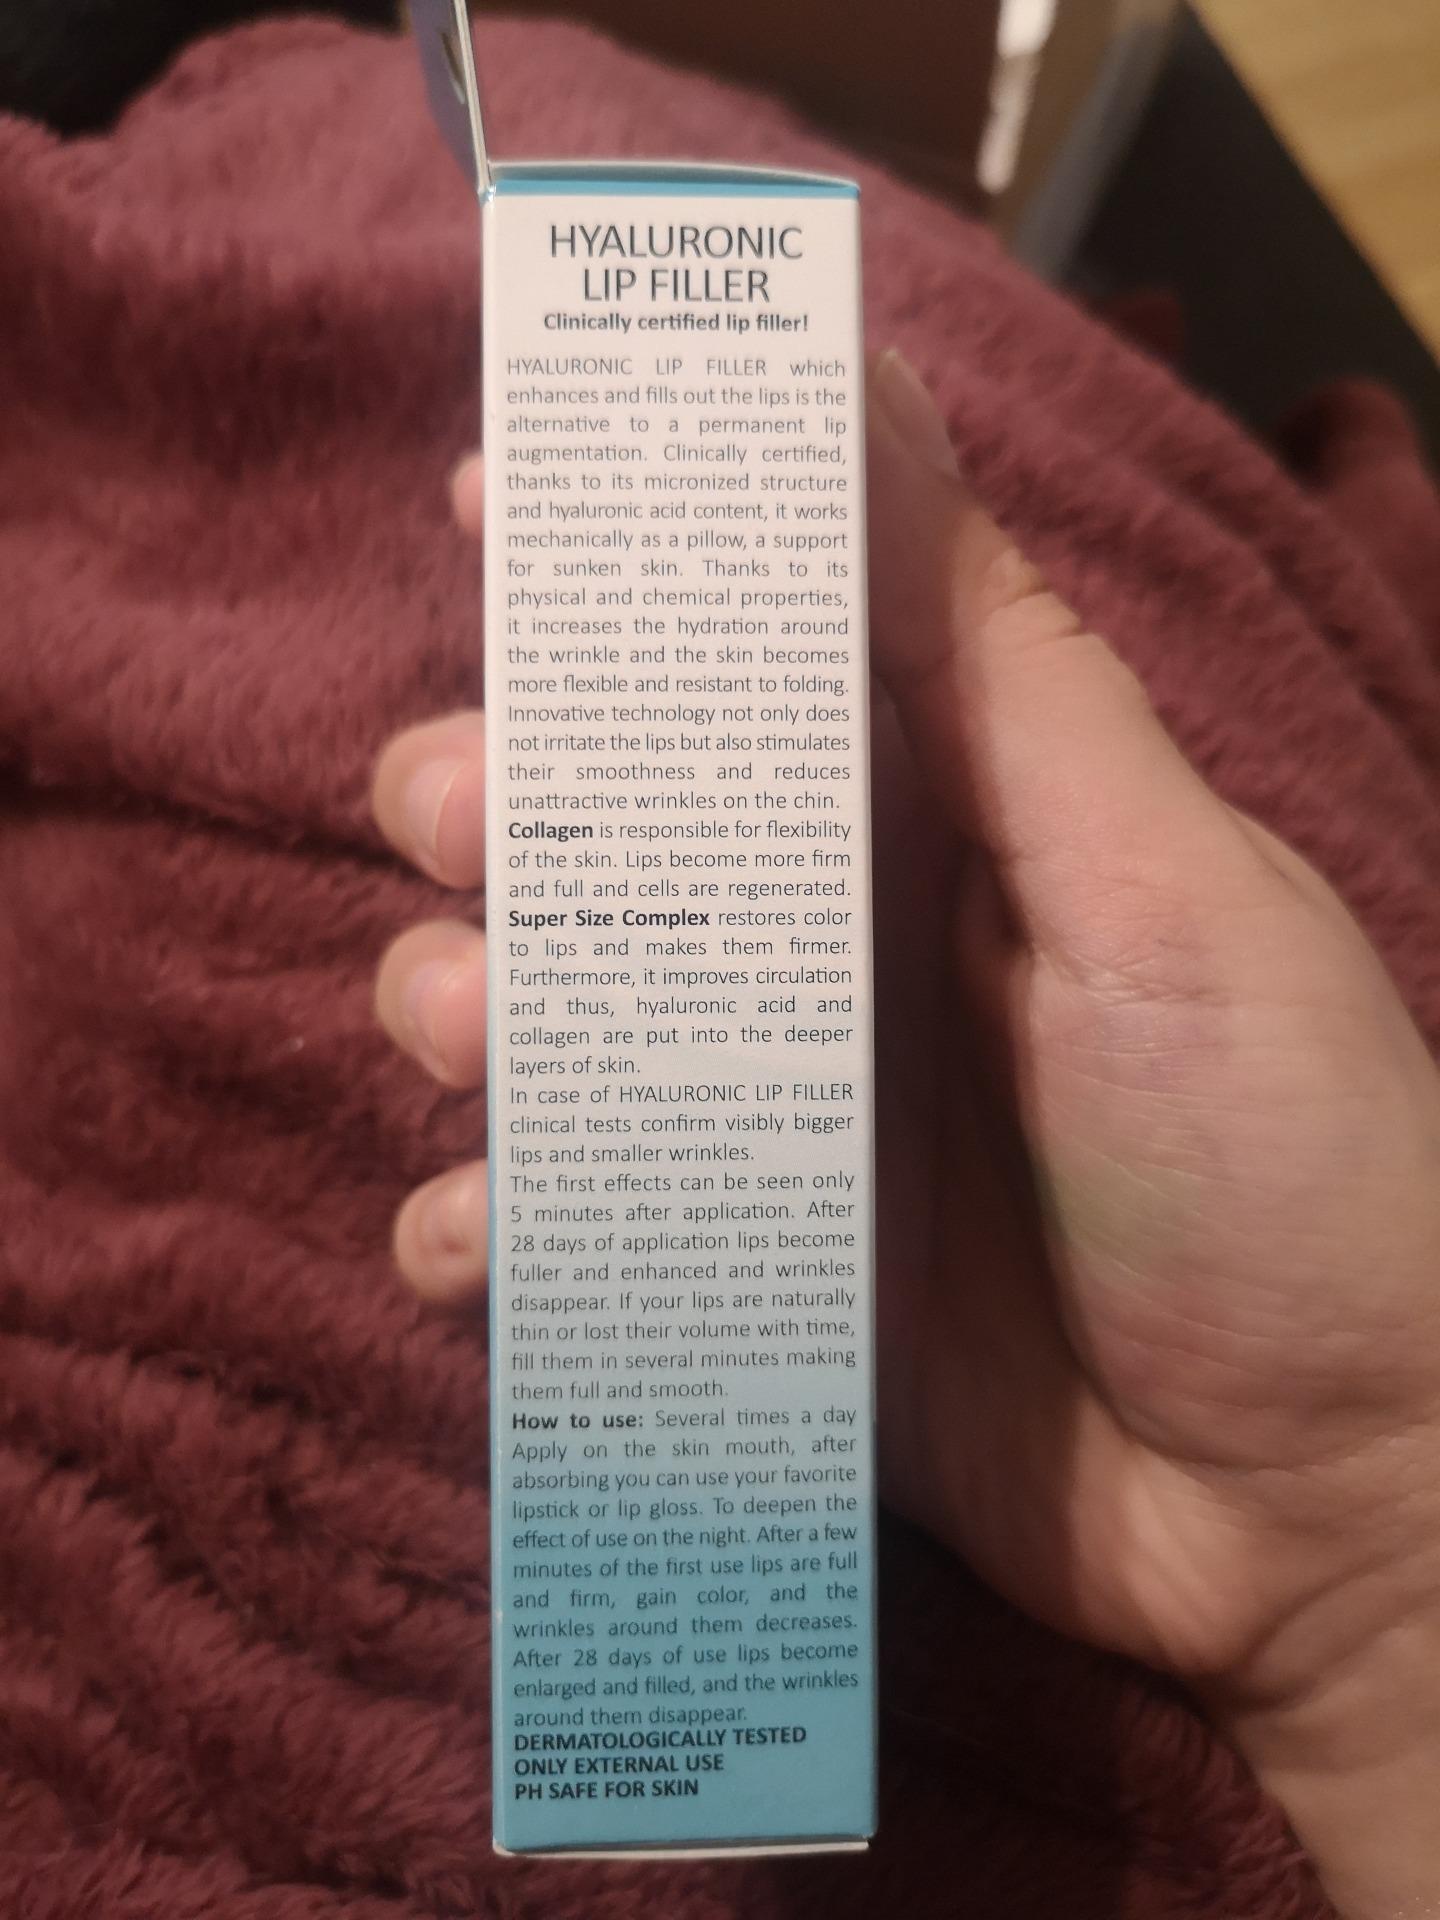 HYALURONIC
LIP FILLER
Clinically certified lip filler!
HYALURONIC LIP FILLER which
enhances and fills out the lips is the
alternative to a permanent lip
augmentation. Clinically certified,
thanks to its micronized structure
and hyaluronic acid content, it works
mechanically as a pillow, a support
for sunken skin. Thanks to its
physical and chemical properties,
it increases the hydration around
the wrinkle and the skin becomes
more flexible and resistant to folding.
Innovative technology not only does
not irritate the lips but also stimulates
their smoothness and reduces
unattractive wrinkles on the chin.
Collagen is responsible for flexibility
of the skin. Lips become more firm
and full and cells are regenerated.
Super Size Complex restores color
to lips and makes them firmer.
Furthermore, it improves circulation
and thus, hyaluronic acid and
collagen are put into the deeper
layers of skin.
In case of HYALURONIC LIP FILLER
clinical tests confirm visibly bigger
lips and smaller wrinkles.
The first effects can be seen only
5 minutes after application. After
28 days of application lips become
fuller and enhanced and wrinkles
disappear. If your lips are naturally
thin or lost their volume with time,
fill them in several minutes making
them full and smooth.
How to use: Several times a day
Apply on the skin mouth, after
absorbing you can use your favorite
lipstick or lip gloss. To deepen the
effect of use on the night. After a few
minutes of the first use lips are full
and firm, gain color, and the
wrinkles around them decreases.
After 28 days of use lips become
enlarged and filled, and the wrinkles
around them disappear.
DERMATOLOGICALLY TESTED
ONLY EXTERNAL USE
PH SAFE FOR SKIN